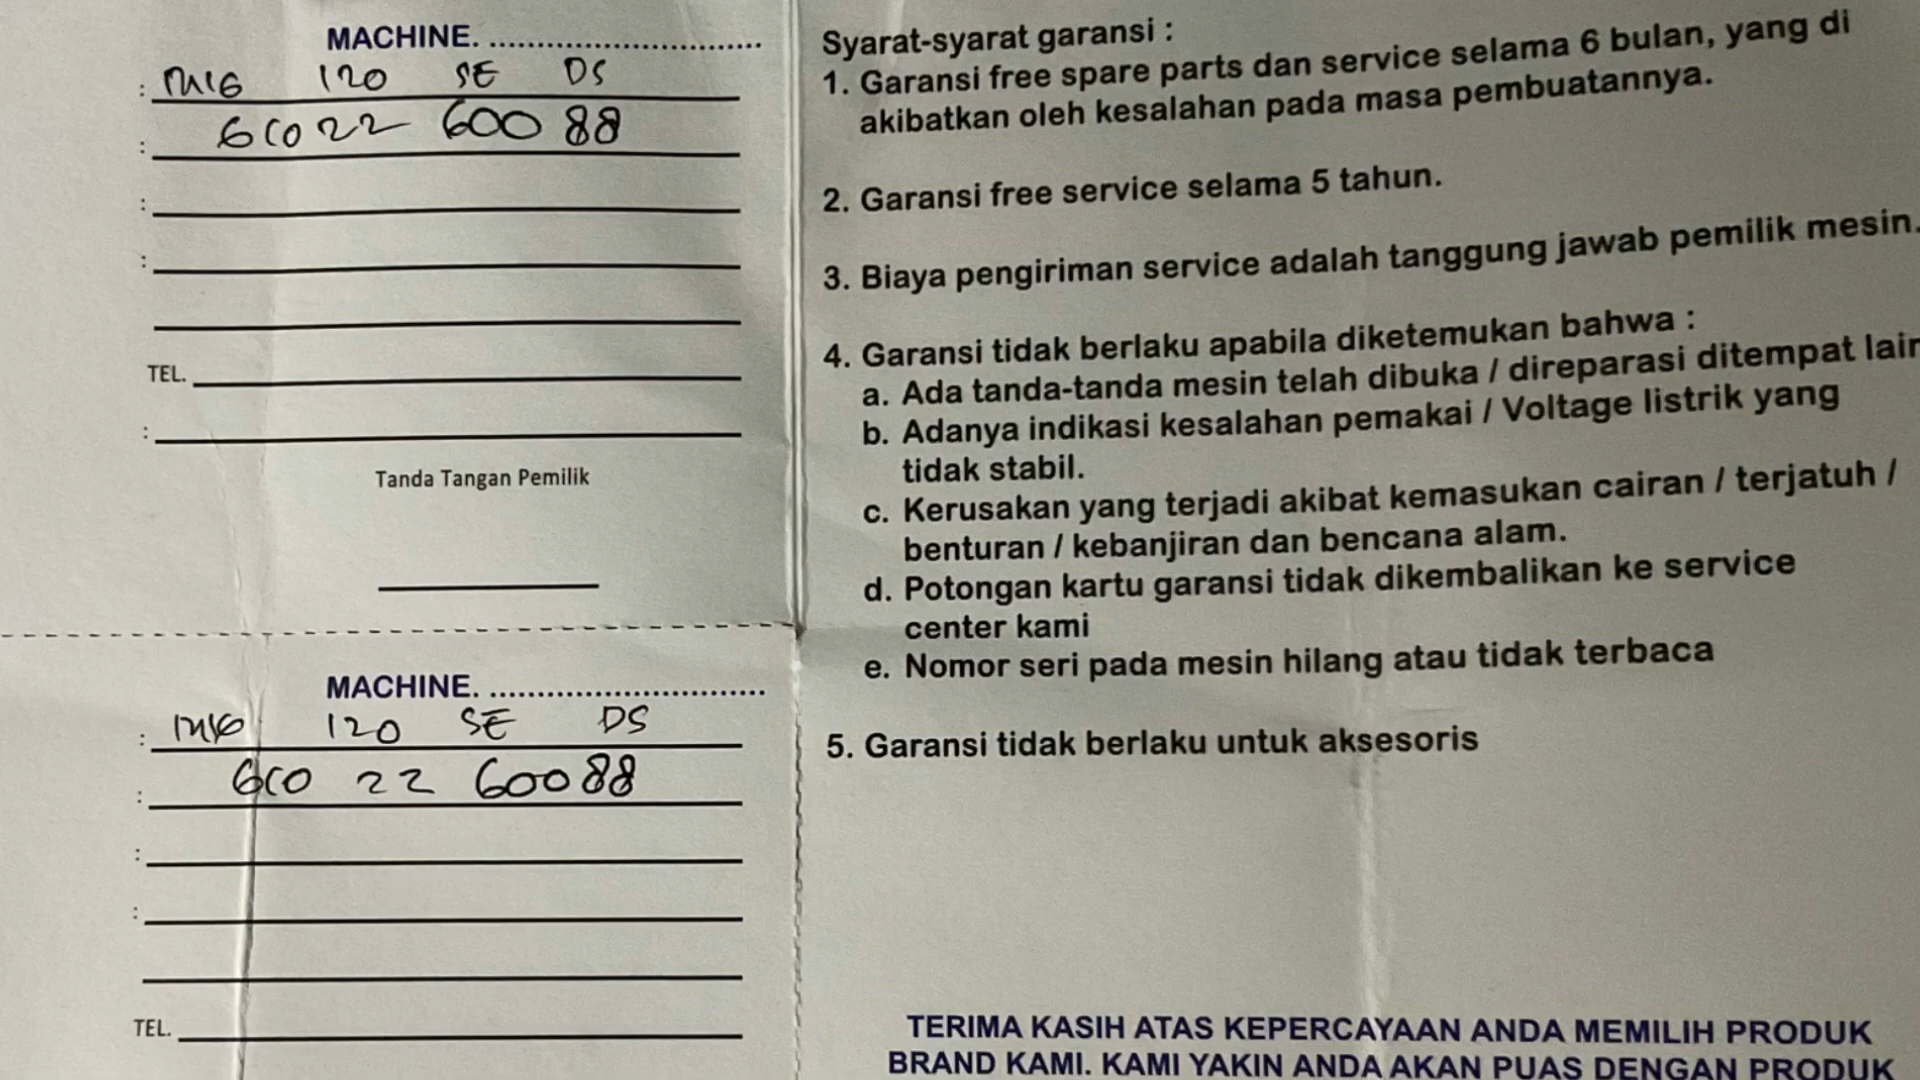 MACHINE. ............................
: MIG 120 SE DS
: 61022 60088
:
:
TEL.
:
Tanda Tangan Pemilik
MACHINE. ............................
: MIG 120 SE DS
: 610 22 60088
:
:
TEL.
Syarat-syarat garansi :
1. Garansi free spare parts dan service selama 6 bulan, yang di
akibatkan oleh kesalahan pada masa pembuatannya.
2. Garansi free service selama 5 tahun.
3. Biaya pengiriman service adalah tanggung jawab pemilik mesin.
4. Garansi tidak berlaku apabila diketemukan bahwa :
a. Ada tanda-tanda mesin telah dibuka / direparasi ditempat lain
b. Adanya indikasi kesalahan pemakai / Voltage listrik yang
tidak stabil.
c. Kerusakan yang terjadi akibat kemasukan cairan / terjatuh /
benturan / kebanjiran dan bencana alam.
d. Potongan kartu garansi tidak dikembalikan ke service
center kami
e. Nomor seri pada mesin hilang atau tidak terbaca
5. Garansi tidak berlaku untuk aksesoris
TERIMA KASIH ATAS KEPERCAYAAN ANDA MEMILIH PRODUK
BRAND KAMI. KAMI YAKIN ANDA AKAN PUAS DENGAN PRODUK